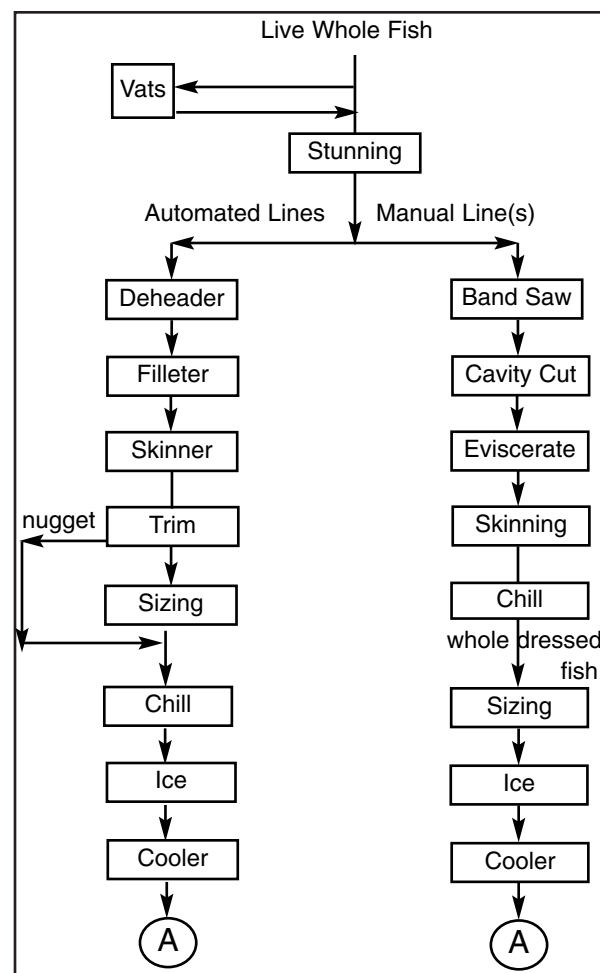 Live Whole Fish
Vats
Stunning
Automated Lines
Manual Line(s)
Deheader
Band Saw
Filleter
Cavity Cut
Skinner
Eviscerate
nugget
Trim
Skinning
Sizing
Chill
whole dressed
fish
Chill
Sizing
Ice
Ice
Cooler
Cooler
A
A